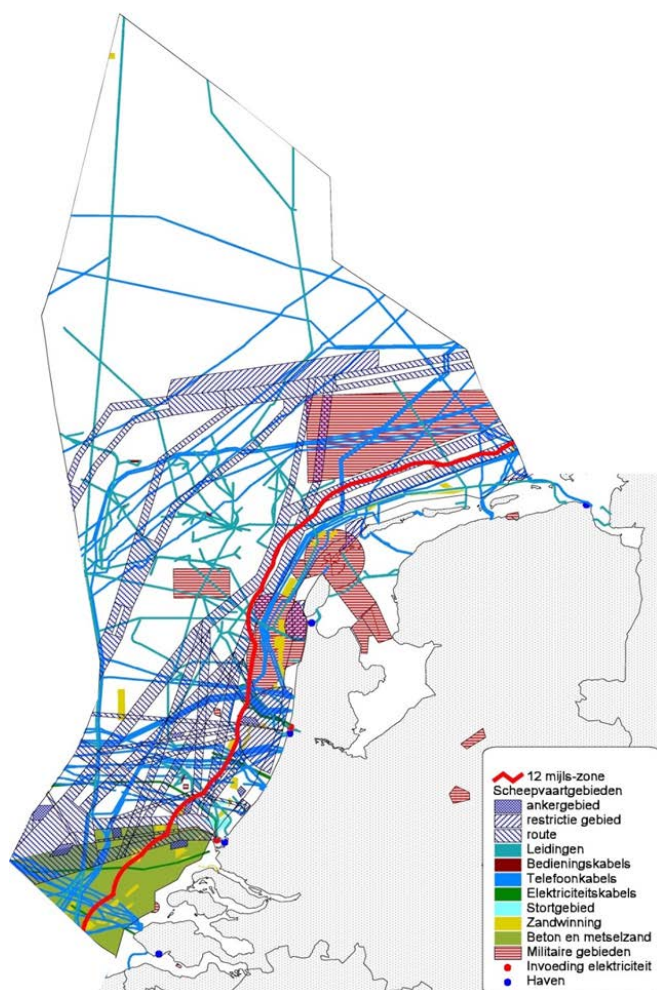 12 mijls-zone
Scheepvaartgebieden
ankergebied
restrictie gebied
route
Leidingen
Bedieningskabels
Telefoonkabels
Elektriciteitskabels
Stortgebied
Zandwinning
Beton en metselzand
Militaire gebieden
Invoeding elektriciteit
Haven